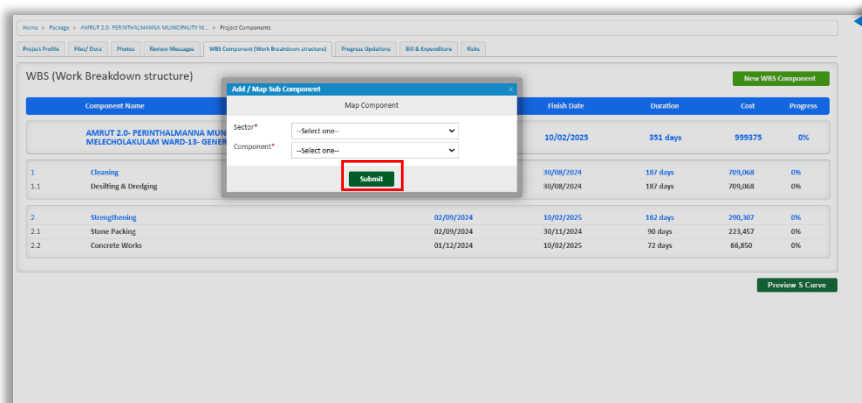 Home > Package > AMRUT 2.0- PERINTHALMANNA MUNICIPALITY M... > Project Components
Project Profile Files/ Docs Photos Review Messages WBS Component (Work Breakdown structure) Progress Updations Bill & Expenditure Risks
WBS (Work Breakdown structure)
New WBS Component
Add / Map Sub Component ×
Map Component
Sector* --Select one--
Component* --Select one--
Submit
Component Name Finish Date Duration Cost Progress
AMRUT 2.0- PERINTHALMANNA MUN
MELECHOLAKULAM WARD-13- GENER
10/02/2025 351 days 999375 0%
1 Cleaning 30/08/2024 187 days 709,068 0%
1.1 Desilting & Dredging 30/08/2024 187 days 709,068 0%
2 Strengthening 02/09/2024 10/02/2025 162 days 290,307 0%
2.1 Stone Packing 02/09/2024 30/11/2024 90 days 223,457 0%
2.2 Concrete Works 01/12/2024 10/02/2025 72 days 66,850 0%
Preview S Curve